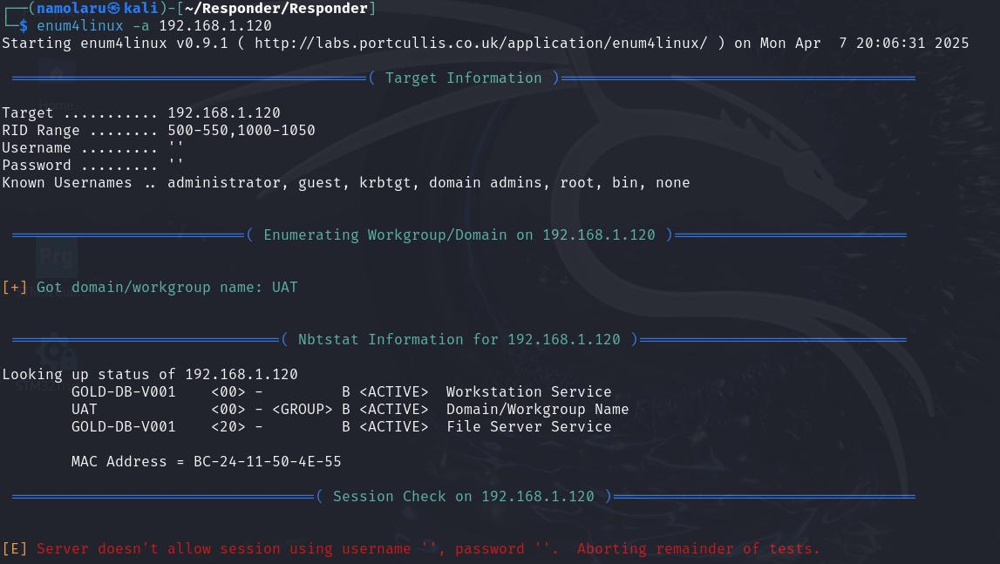 ┌──(namolaru㉿kali)-[~/Responder/Responder]
└─$ enum4linux -a 192.168.1.120
Starting enum4linux v0.9.1 ( http://labs.portcullis.co.uk/application/enum4linux/ ) on Mon Apr  7 20:06:31 2025
=========================================( Target Information )=========================================
Target ........... 192.168.1.120
RID Range ........ 500-550,1000-1050
Username ......... ''
Password ......... ''
Known Usernames .. administrator, guest, krbtgt, domain admins, root, bin, none
===========================( Enumerating Workgroup/Domain on 192.168.1.120 )===========================
[+] Got domain/workgroup name: UAT
===============================( Nbtstat Information for 192.168.1.120 )===============================
Looking up status of 192.168.1.120
GOLD-DB-V001    <00> -         B <ACTIVE>  Workstation Service
UAT             <00> - <GROUP> B <ACTIVE>  Domain/Workgroup Name
GOLD-DB-V001    <20> -         B <ACTIVE>  File Server Service
MAC Address = BC-24-11-50-4E-55
===================================( Session Check on 192.168.1.120 )===================================
[E] Server doesn't allow session using username '', password ''.  Aborting remainder of tests.
Home
Prg